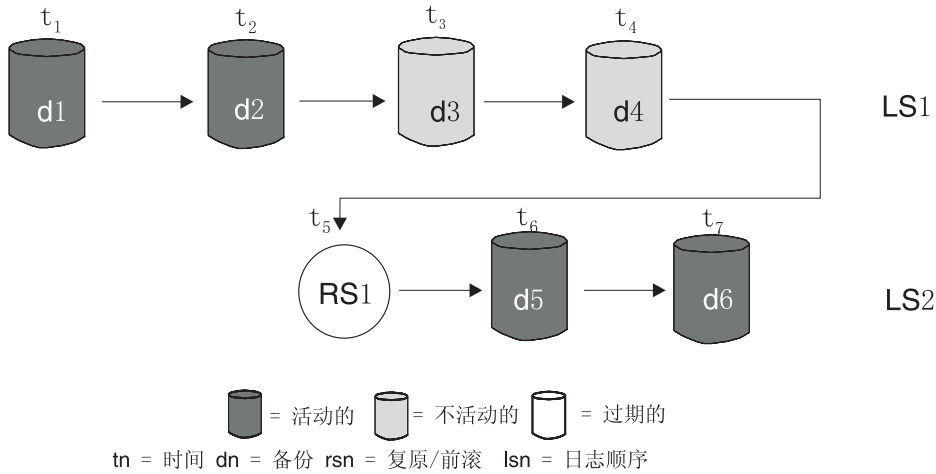 t1 t2 t3 t4
d1 d2 d3 d4 LS1
t5 t6 t7
RS1 d5 d6 LS2
= 活动的 = 不活动的 = 过期的
tn = 时间 dn = 备份 rsn = 复原/前滚 lsn = 日志顺序